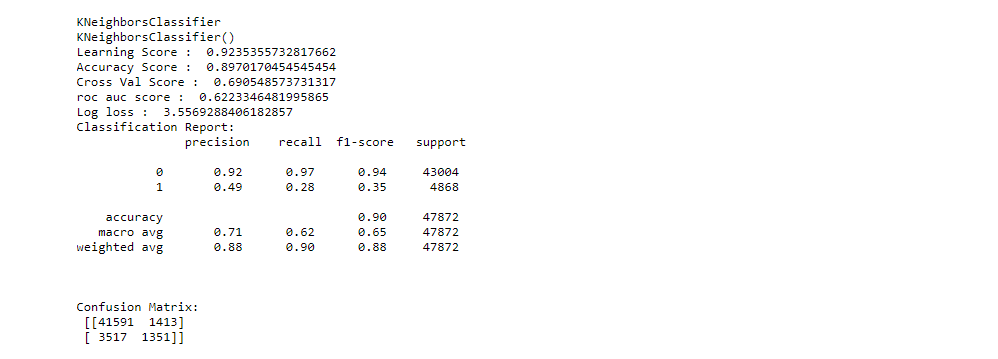 KNeighborsClassifier
KNeighborsClassifier()
Learning Score :  0.9235355732817662
Accuracy Score :  0.8970170454545454
Cross Val Score :  0.690548573731317
roc auc score :  0.6223346481995865
Log loss :  3.5569288406182857
Classification Report:
precision    recall  f1-score   support
0       0.92      0.97      0.94     43004
1       0.49      0.28      0.35      4868
accuracy                           0.90     47872
macro avg       0.71      0.62      0.65     47872
weighted avg       0.88      0.90      0.88     47872
Confusion Matrix:
[[41591  1413]
[ 3517  1351]]